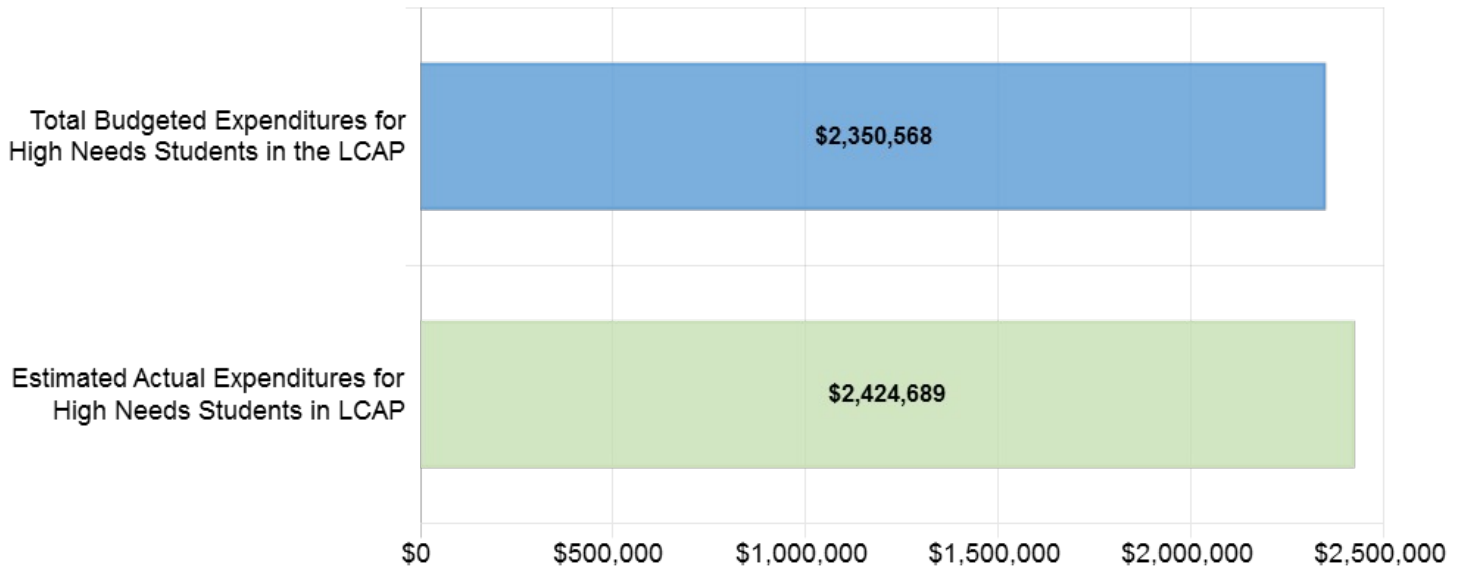 Total Budgeted Expenditures for
High Needs Students in the LCAP
$2,350,568
Estimated Actual Expenditures for
High Needs Students in LCAP
$2,424,689
$0 $500,000 $1,000,000 $1,500,000 $2,000,000 $2,500,000